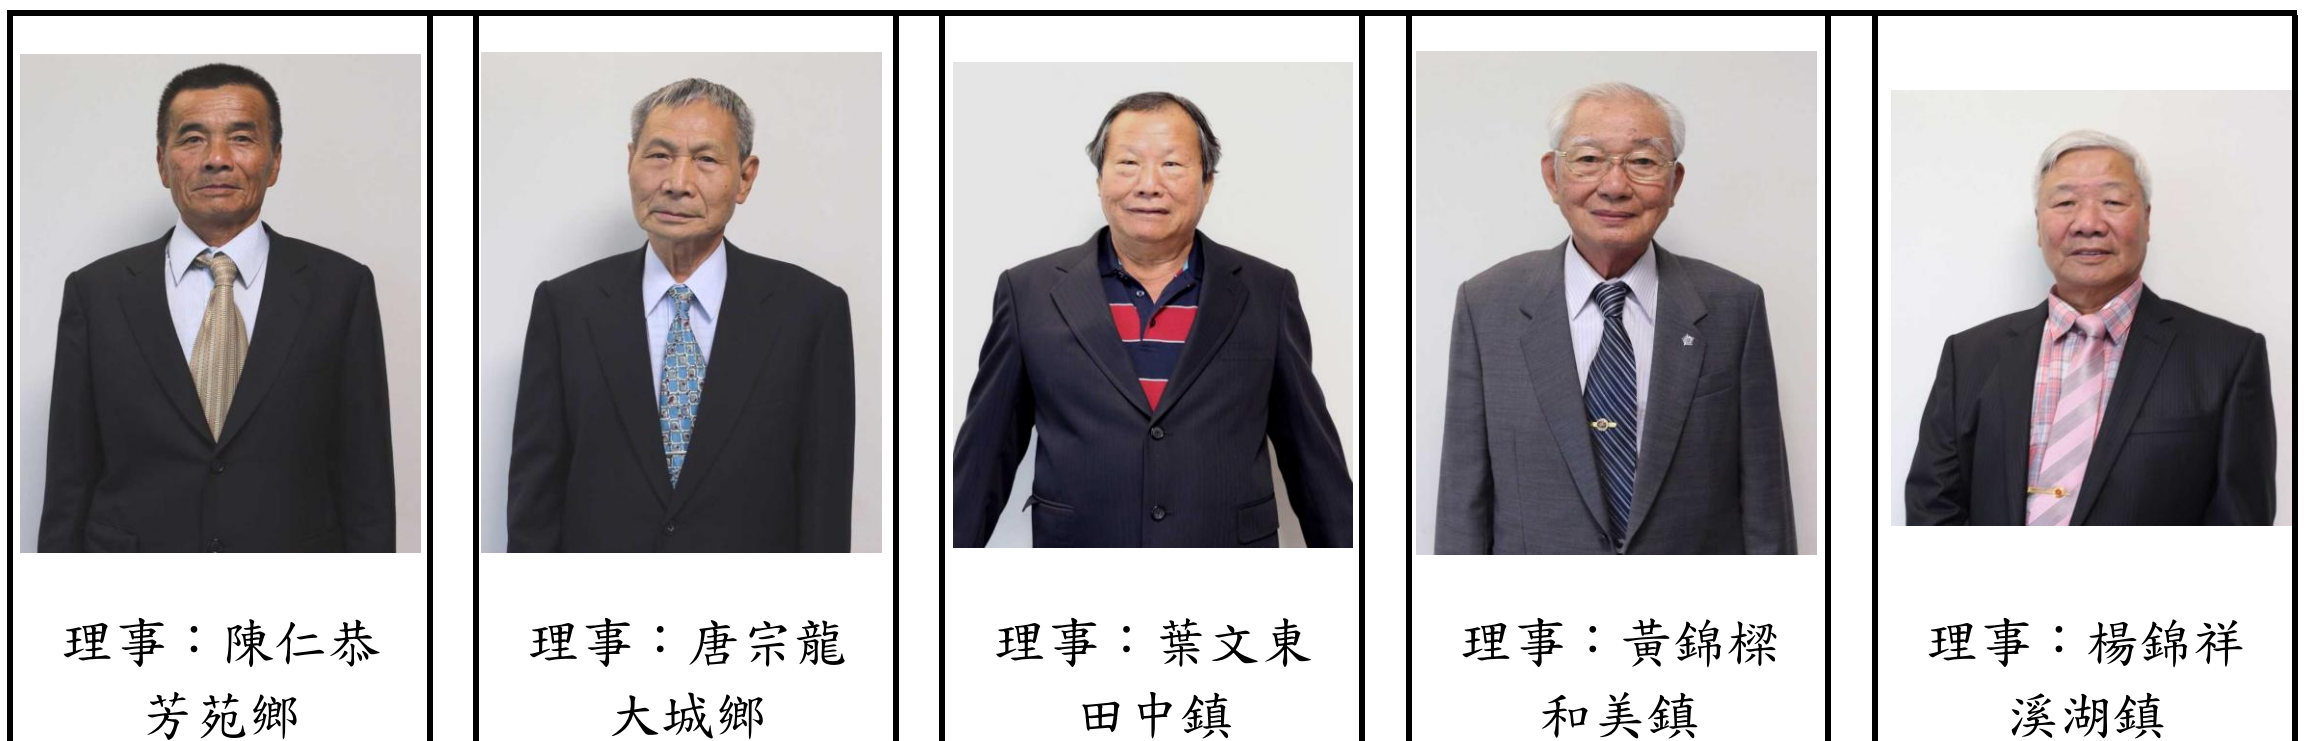 理事：陳仁恭
芳苑鄉
理事：唐宗龍
大城鄉
理事：葉文東
田中鎮
理事：黃錦樑
和美鎮
理事：楊錦祥
溪湖鎮